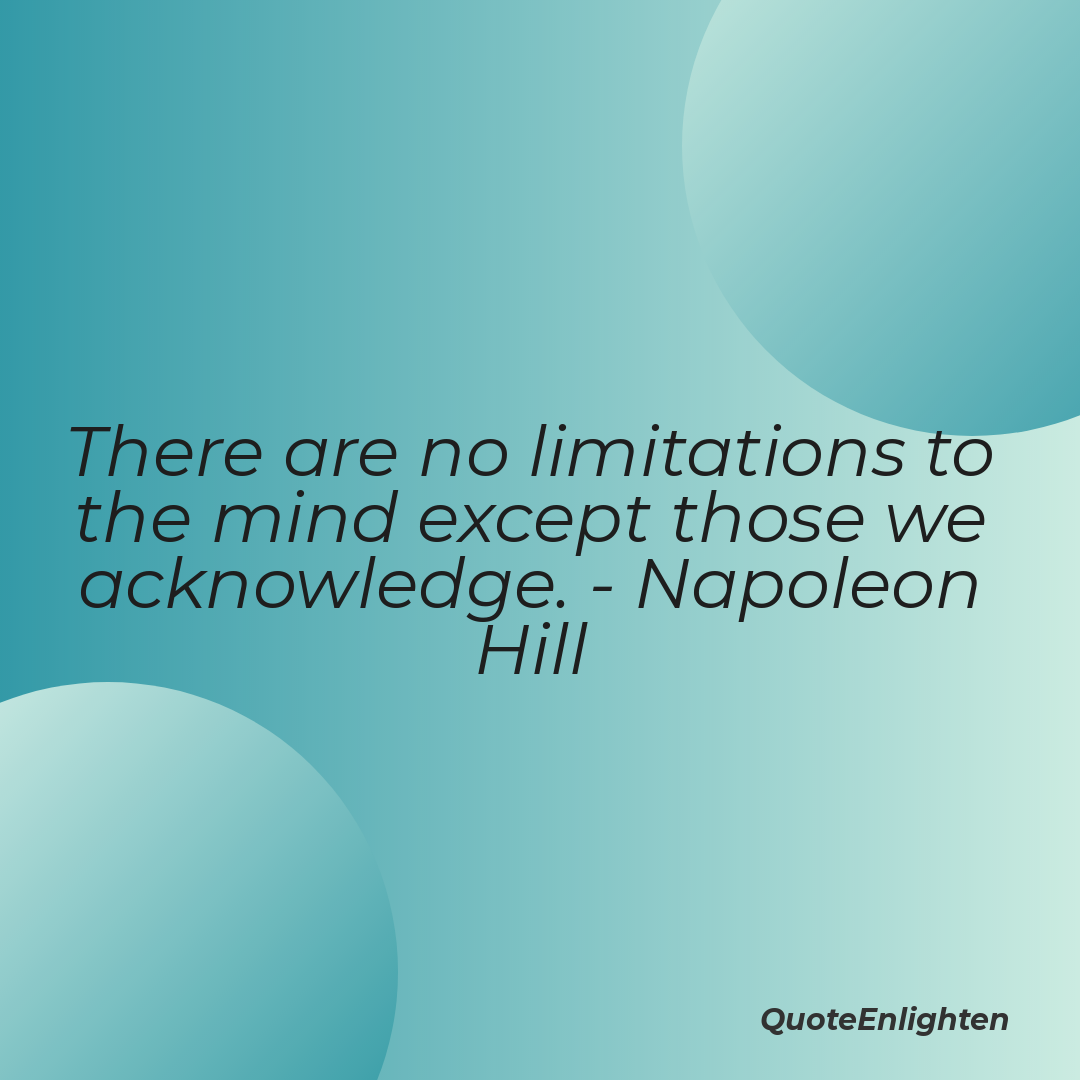 There are no limitations to
the mind except those we
acknowledge. - Napoleon
Hill
QuoteEnlighten